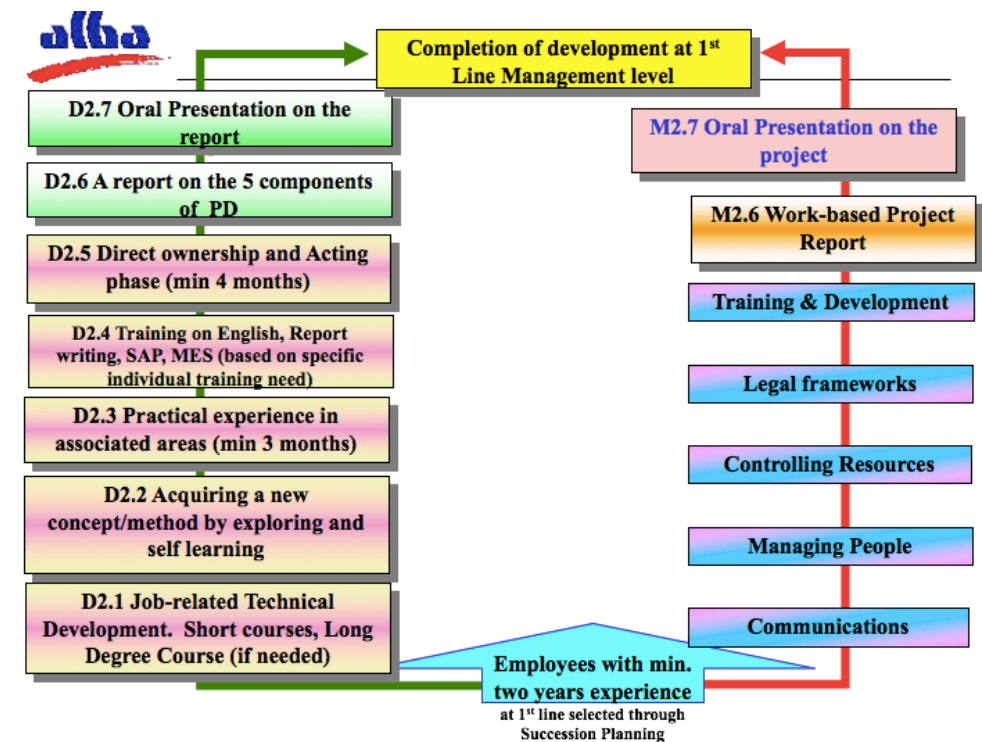 alba
Completion of development at 1st
Line Management level
D2.7 Oral Presentation on the
report
D2.6 A report on the 5 components
of PD
D2.5 Direct ownership and Acting
phase (min 4 months)
D2.4 Training on English, Report
writing, SAP, MES (based on specific
individual training need)
D2.3 Practical experience in
associated areas (min 3 months)
D2.2 Acquiring a new
concept/method by exploring and
self learning
D2.1 Job-related Technical
Development. Short courses, Long
Degree Course (if needed)
M2.7 Oral Presentation on the
project
M2.6 Work-based Project
Report
Training & Development
Legal frameworks
Controlling Resources
Managing People
Communications
Employees with min.
two years experience
at 1st line selected through
Succession Planning